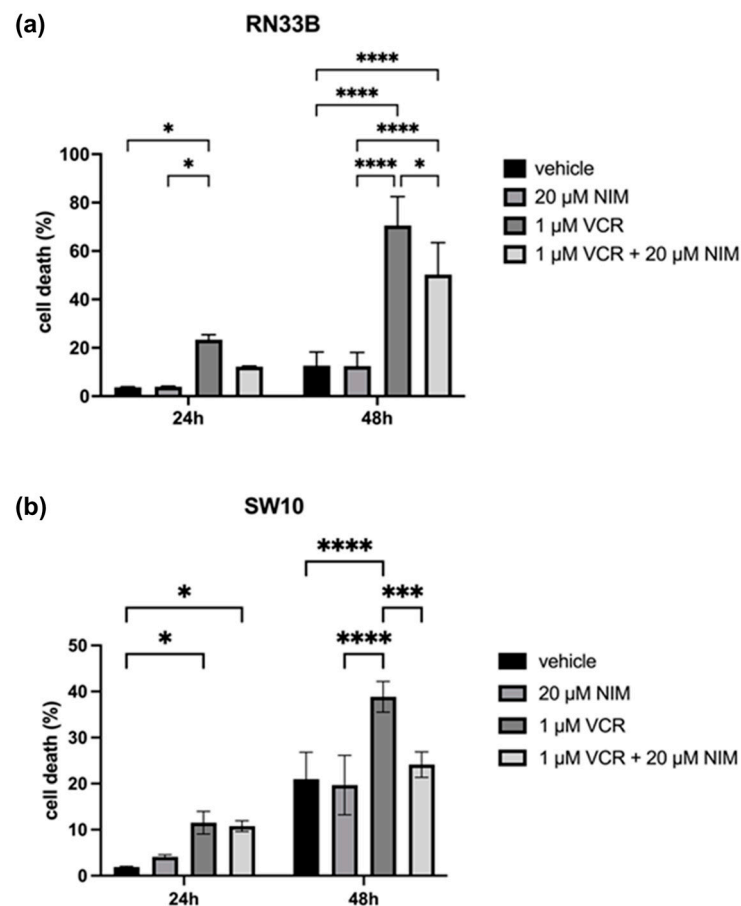 (a)
RN33B
****
****
* ****
* **** *
100
80
60
40
20
0
cell death (%)
24h 48h
vehicle
20 µM NIM
1 µM VCR
1 µM VCR + 20 µM NIM
(b)
SW10
****
* ***
* ****
50
40
30
20
10
0
cell death (%)
24h 48h
vehicle
20 µM NIM
1 µM VCR
1 µM VCR + 20 µM NIM